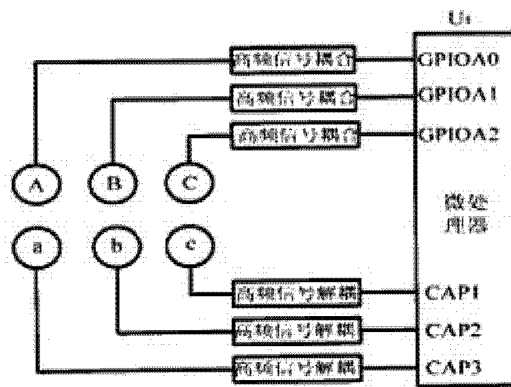 U1
高频信号耦合 GPIOA0
高频信号耦合 GPIOA1
高频信号耦合 GPIOA2
A B C
微处
理器
a b c
高频信号解耦 CAP1
高频信号解耦 CAP2
高频信号解耦 CAP3